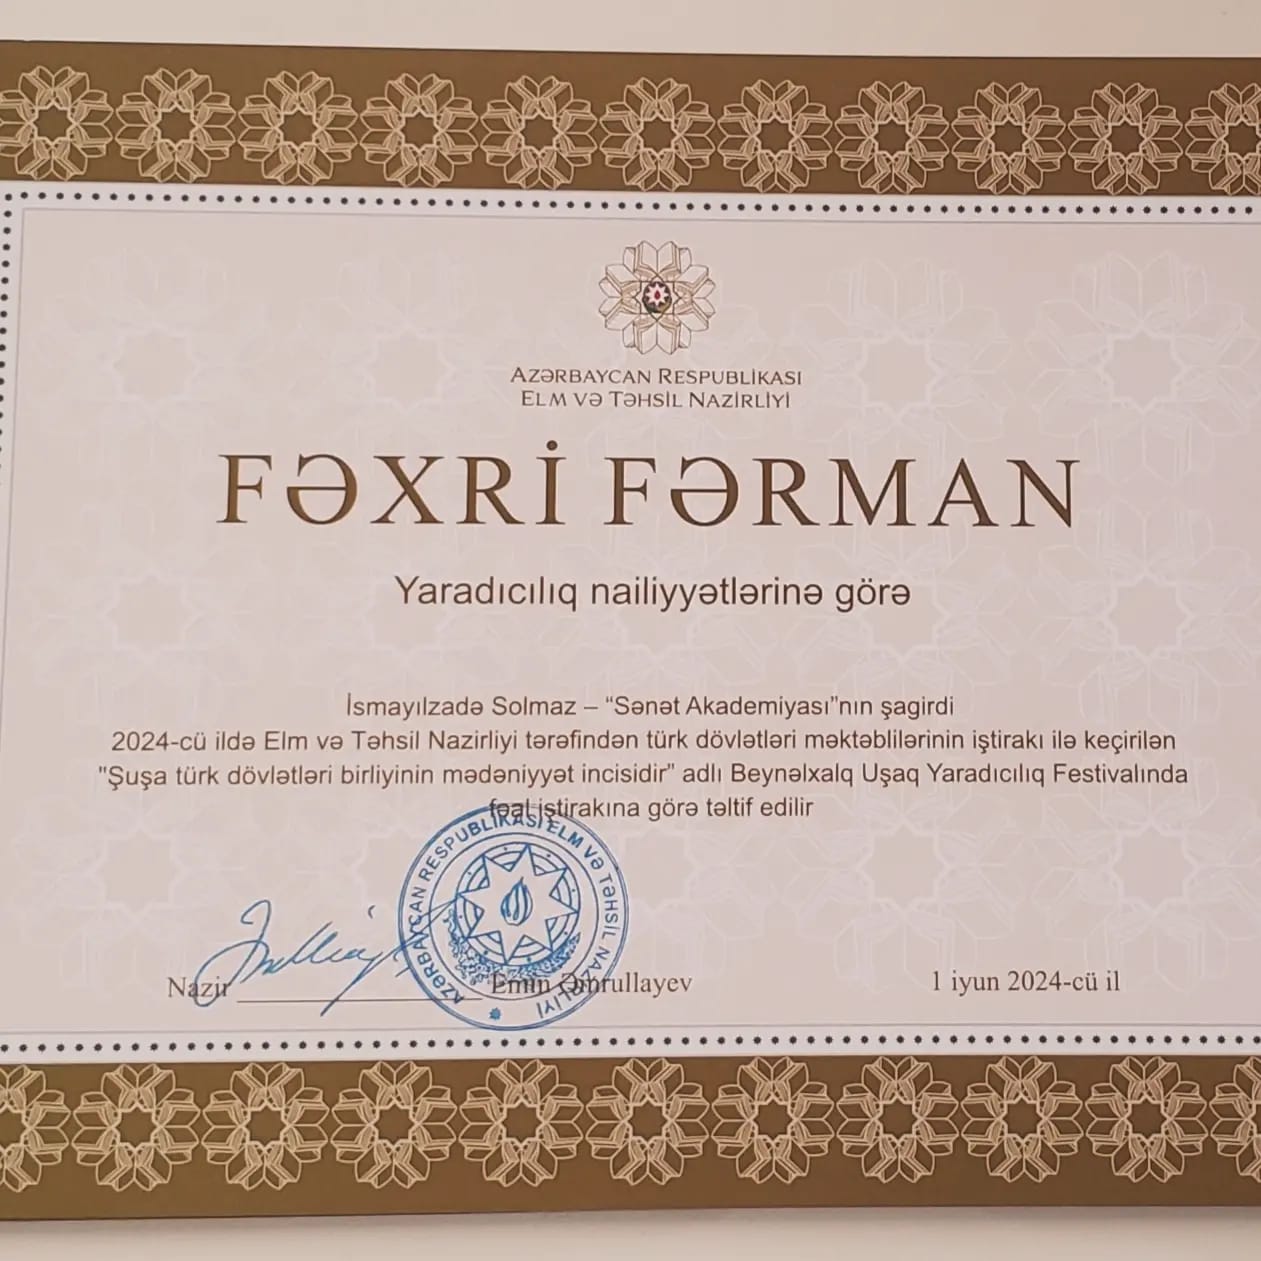 AZƏRBAYCAN RESPUBLİKASI
ELM VƏ TƏHSİL NAZİRLİYİ
FƏXRİ FƏRMAN
Yaradıcılıq nailiyyətlərinə görə
İsmayılzadə Solmaz – “Sənət Akademiyası”nın şagirdi
2024-cü ildə Elm və Təhsil Nazirliyi tərəfindən türk dövlətləri məktəblilərinin iştirakı ilə keçirilən
"Şuşa türk dövlətləri birliyinin mədəniyyət incisidir" adlı Beynəlxalq Uşaq Yaradıcılıq Festivalında
fəal iştirakına görə təltif edilir
AZƏRBAYCAN RESPUBLİKASI ELM VƏ TƏHSİL NAZİRLİYİ
Nazir Emin Əmrullayev
1 iyun 2024-cü il